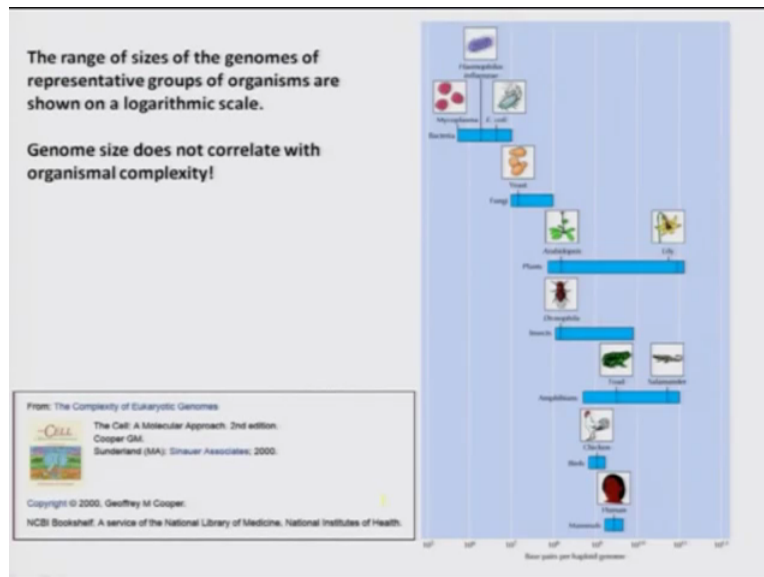 The range of sizes of the genomes of
representative groups of organisms are
shown on a logarithmic scale.
Genome size does not correlate with
organismal complexity!
From: The Complexity of Eukaryotic Genomes
The CELL
The Cell: A Molecular Approach. 2nd edition.
Cooper GM.
Sunderland (MA): Sinauer Associates; 2000.
Copyright © 2000, Geoffrey M Cooper.
NCBI Bookshelf. A service of the National Library of Medicine, National Institutes of Health.
Haemophilus
influenzae
Mycoplasma E. coli
Bacteria
Yeast
Fungi
Arabidopsis Lily
Plants
Drosophila
Insects
Toad Salamander
Amphibians
Chicken
Birds
Human
Mammals
Base pairs per haploid genome